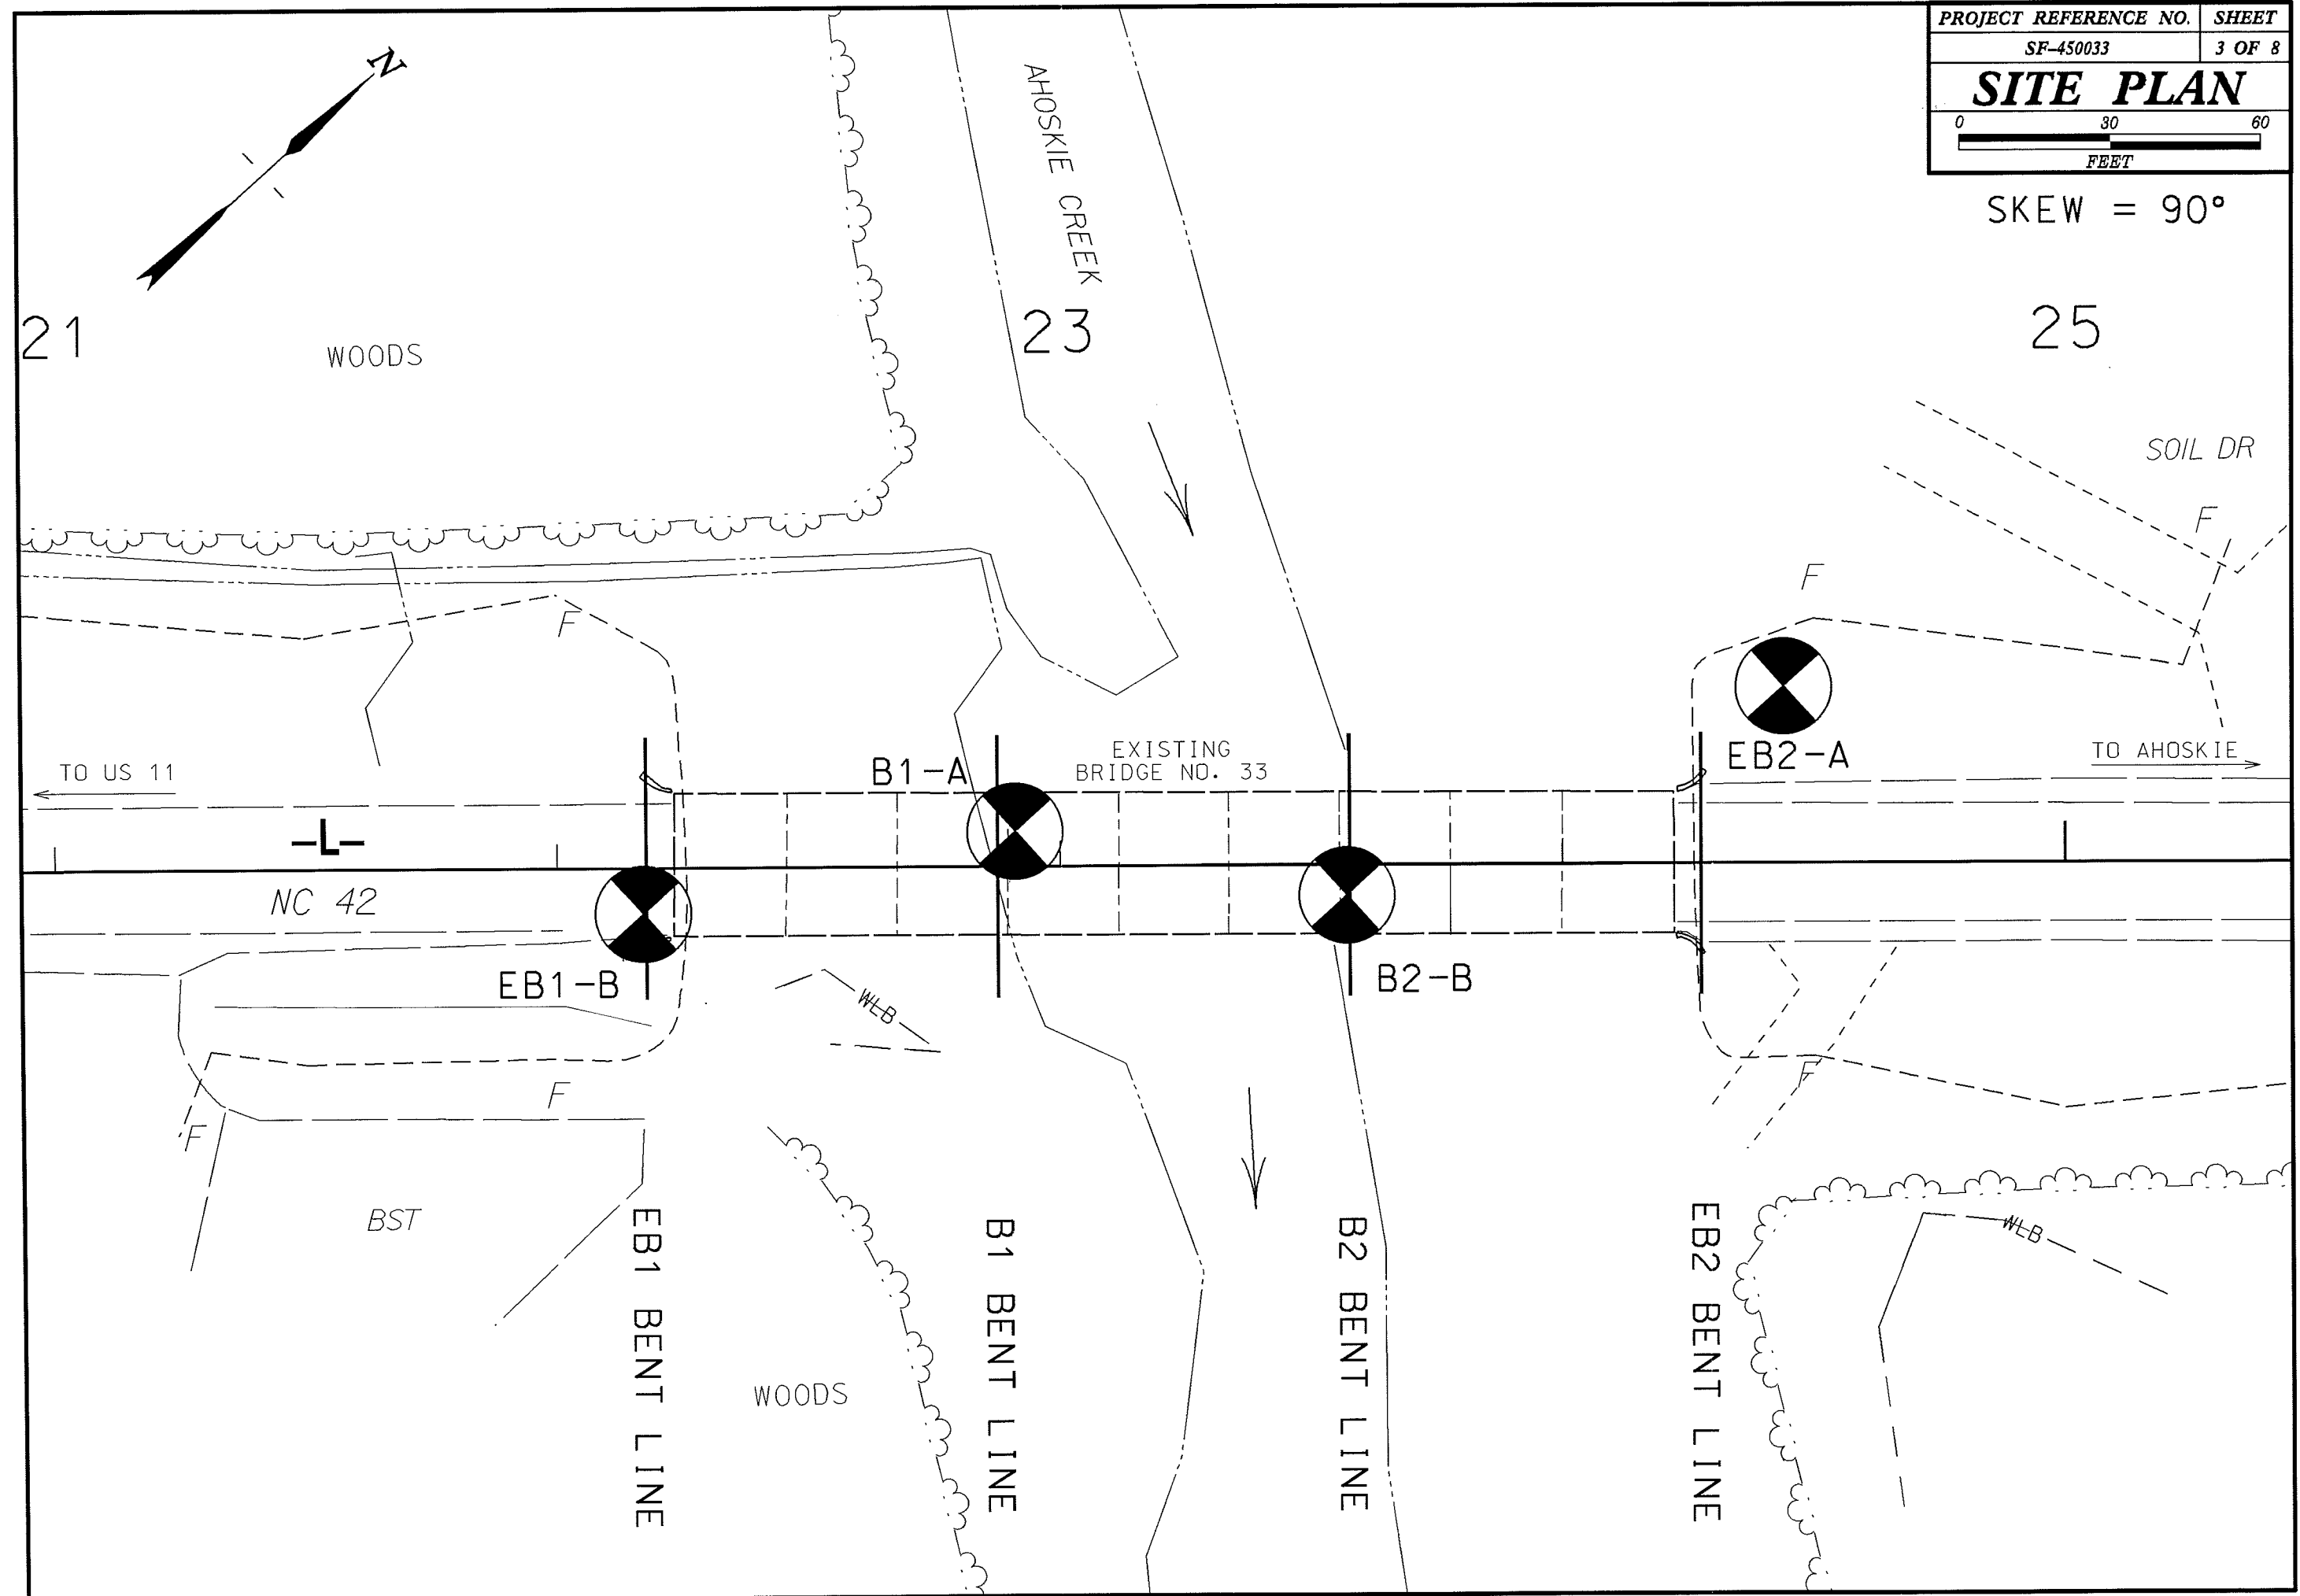 PROJECT REFERENCE NO. SHEET
SF-450033 3 OF 8
SITE PLAN
0 30 60
FEET
SKEW = 90°
N
AHOSKIE CREEK
21
23
25
WOODS
SOIL DR
F
F
F
EXISTING
BRIDGE NO. 33
B1-A
EB2-A
TO US 11
TO AHOSKIE
-L-
NC 42
EB1-B
B2-B
WLB
F
F
F
BST
EB1 BENT LINE
B1 BENT LINE
B2 BENT LINE
EB2 BENT LINE
WLB
WOODS